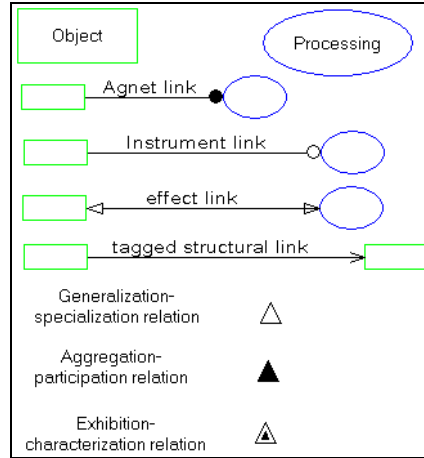 Object
Processing
Agnet link
Instrument link
effect link
tagged structural link
Generalization-
specialization relation
Aggregation-
participation relation
Exhibition-
characterization relation